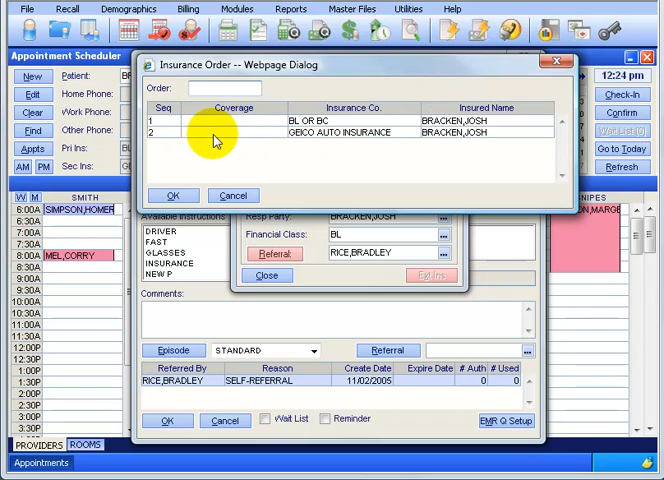 File Recall Demographics Billing Modules Reports Master Files Utilities Help
Appointment Scheduler
Insurance Order -- Webpage Dialog
Order:
Seq Coverage Insurance Co. Insured Name
1 BL OR BC BRACKEN,JOSH
2 GEICO AUTO INSURANCE BRACKEN,JOSH
OK Cancel
New Patient:
Edit Home Phone:
Clear Work Phone:
Find Other Phone:
Appts Pri Ins:
AM PM Sec Ins:
12:24 pm
Check-In
Confirm
Wait List[0]
Go to Today
Refresh
W M SMITH
6:00A SIMPSON,HOMER
6:30A
7:00A
7:30A
8:00A MEL,CORRY
8:30A
9:00A
9:30A
10:00A
10:30A
11:00A
11:30A
12:00P
12:30P
1:00P
1:30P
2:00P
2:30P
3:00P
3:30P
Available Instructions
DRIVER
FAST
GLASSES
INSURANCE
NEW P
Resp Party: BRACKEN,JOSH
Financial Class: BL
Referral: RICE,BRADLEY
Close Ext Ins
Comments:
Episode STANDARD Referral
Referred By Reason Create Date Expire Date # Auth # Used
RICE,BRADLEY SELF-REFERRAL 11/02/2005 0 0
OK Cancel Wait List Reminder EMR Q Setup
PROVIDERS ROOMS
Appointments